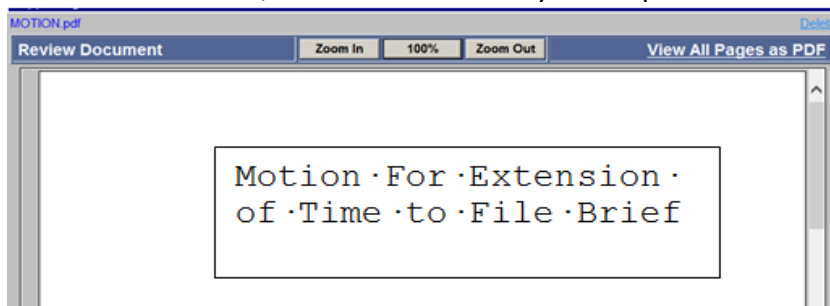 MOTION.pdf Delet
Review Document Zoom In 100% Zoom Out View All Pages as PDF
Motion·For·Extension·
of·Time·to·File·Brief